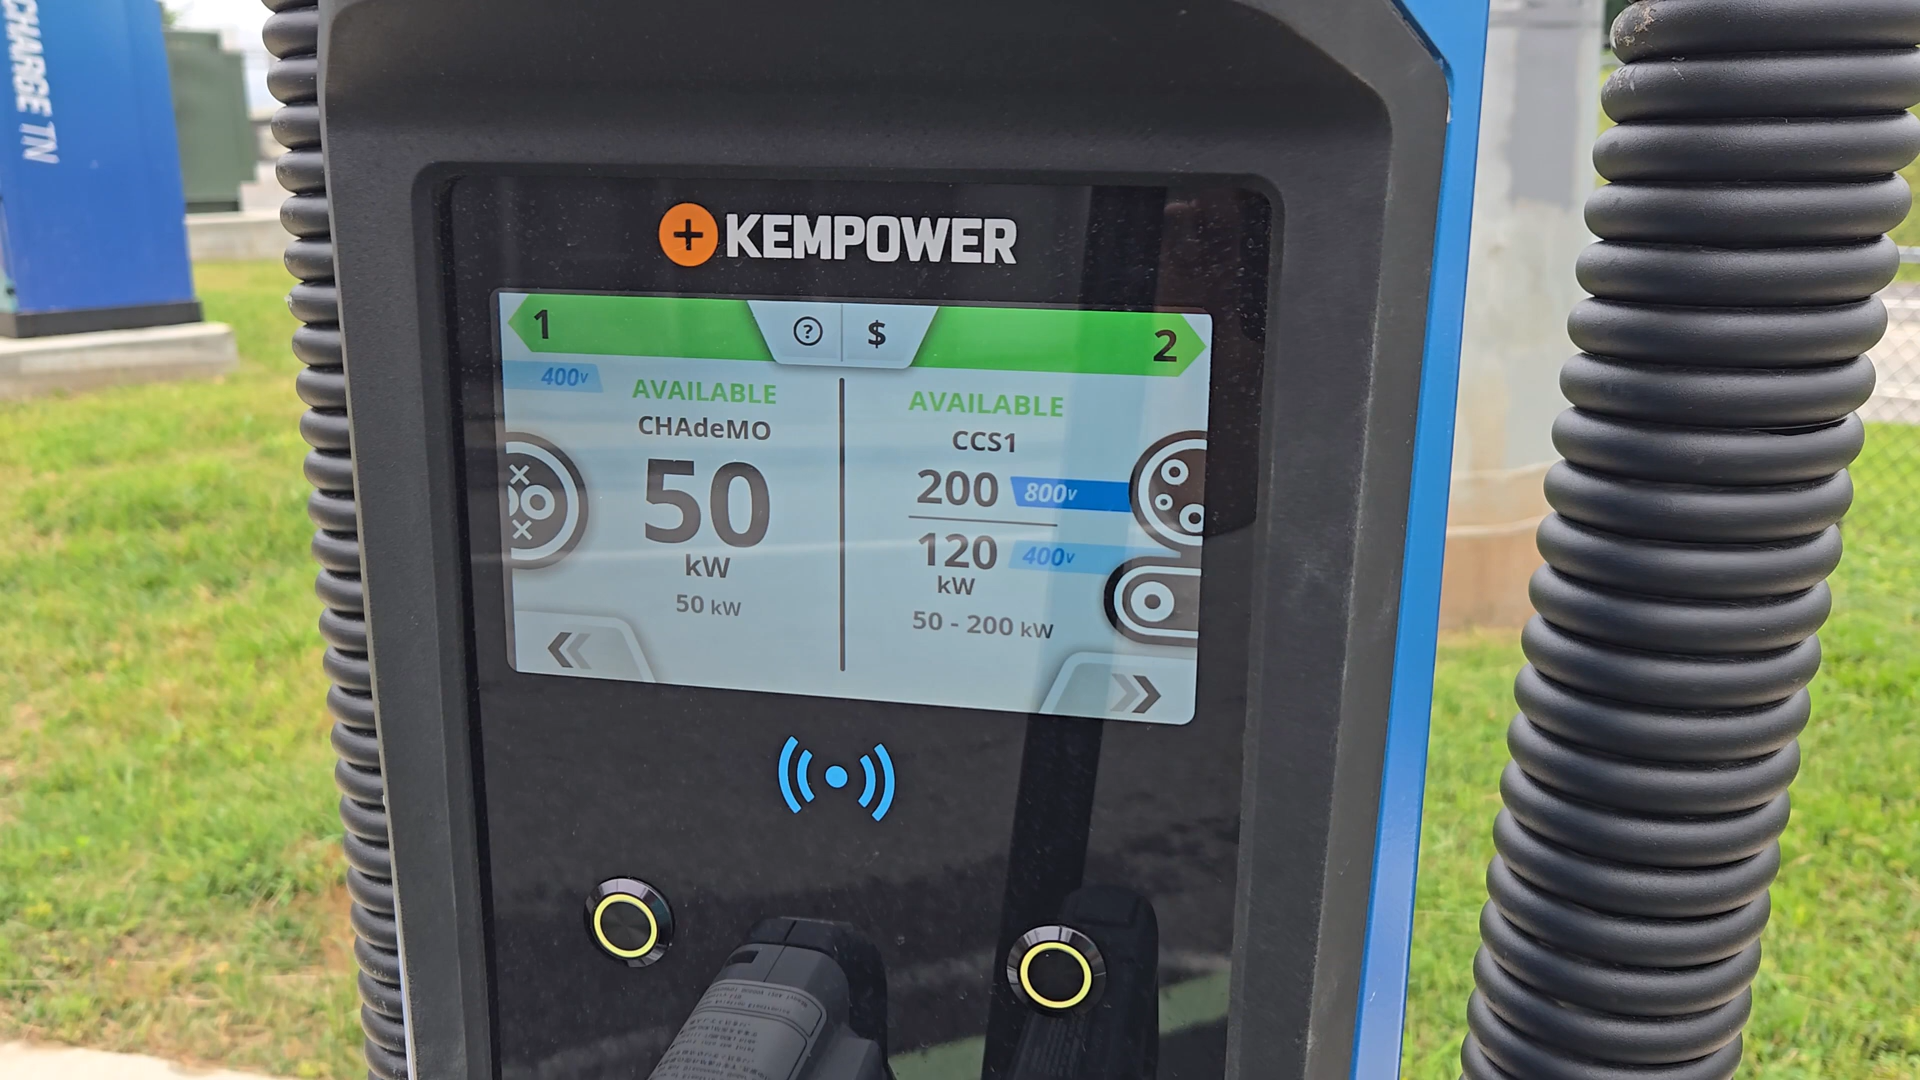 CHARGE TN
+ KEMPOWER
1
? $
2
400v
AVAILABLE
CHAdeMO
50
kW
50 kW
AVAILABLE
CCS1
200 800v
120 400v
kW
50 - 200 kW